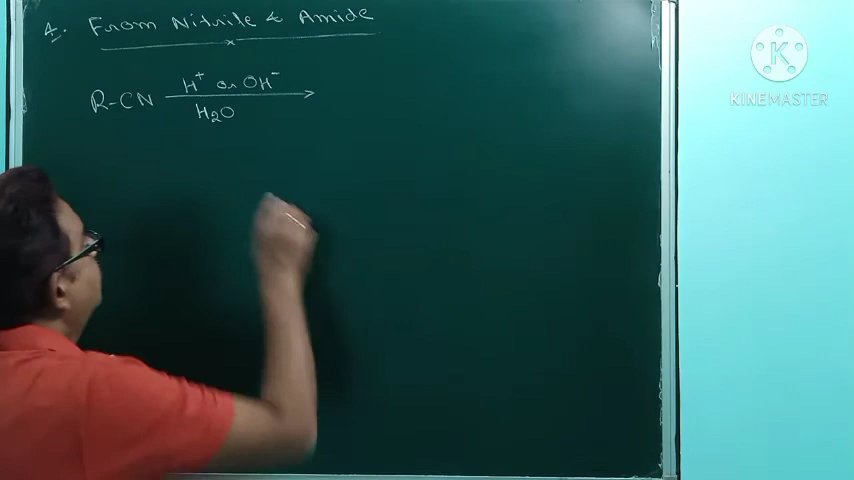 4. From Nitrile & Amide
R-CN H⁺ or OH⁻
H₂O
KINEMASTER